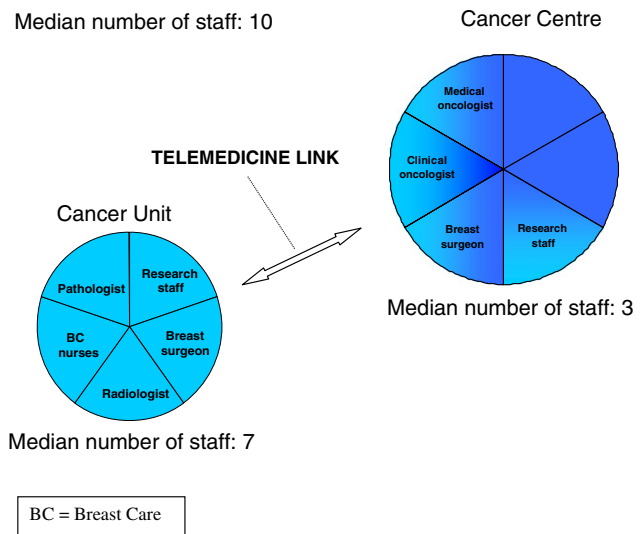 Median number of staff: 10
Cancer Centre
Medical
oncologist
Clinical
oncologist
Breast
surgeon
Research
staff
Median number of staff: 3
TELEMEDICINE LINK
Cancer Unit
Pathologist
Research
staff
BC
nurses
Breast
surgeon
Radiologist
Median number of staff: 7
BC = Breast Care